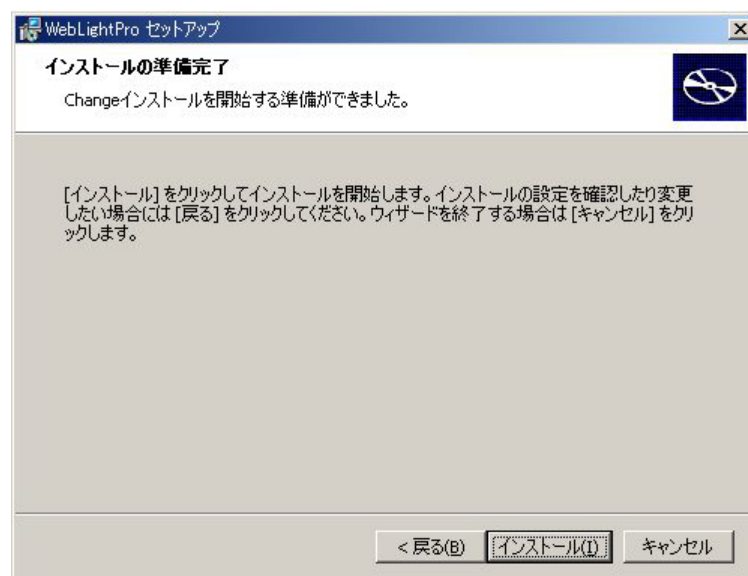 WebLightPro セットアップ
インストールの準備完了
Changeインストールを開始する準備ができました。
[インストール] をクリックしてインストールを開始します。インストールの設定を確認したり変更
したい場合には [戻る] をクリックしてください。ウィザードを終了する場合は [キャンセル] をクリ
ックします。
< 戻る(B) インストール(I) キャンセル